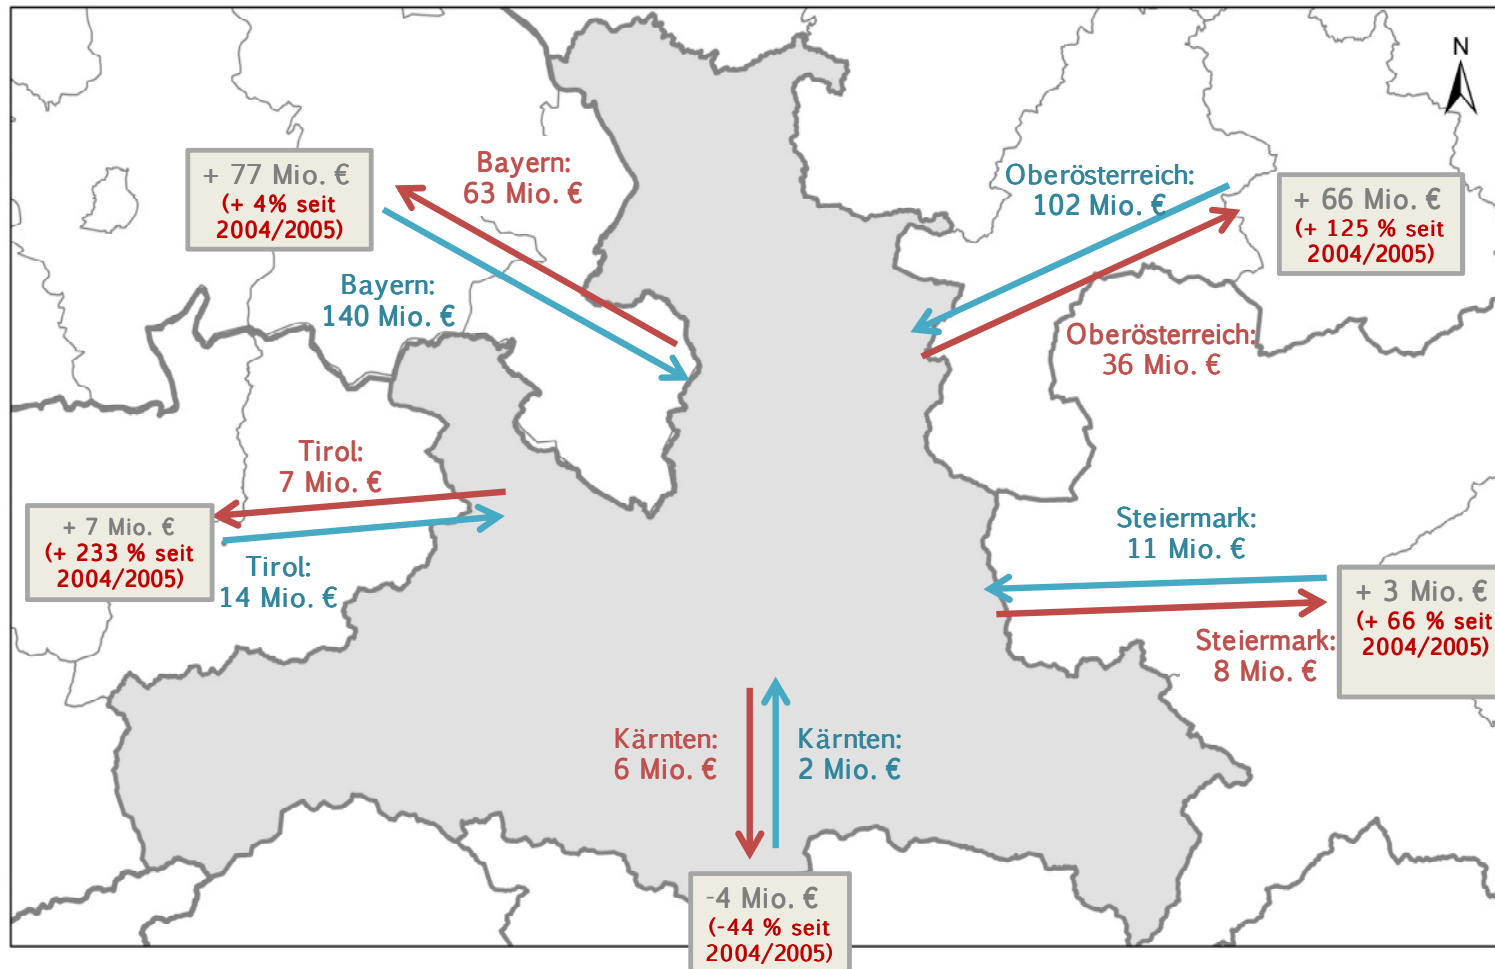 N
+ 77 Mio. €
(+ 4% seit
2004/2005)
Bayern:
63 Mio. €
Bayern:
140 Mio. €
Oberösterreich:
102 Mio. €
+ 66 Mio. €
(+ 125 % seit
2004/2005)
Oberösterreich:
36 Mio. €
Tirol:
7 Mio. €
+ 7 Mio. €
(+ 233 % seit
2004/2005)
Tirol:
14 Mio. €
Steiermark:
11 Mio. €
+ 3 Mio. €
(+ 66 % seit
2004/2005)
Steiermark:
8 Mio. €
Kärnten:
6 Mio. €
Kärnten:
2 Mio. €
-4 Mio. €
(-44 % seit
2004/2005)